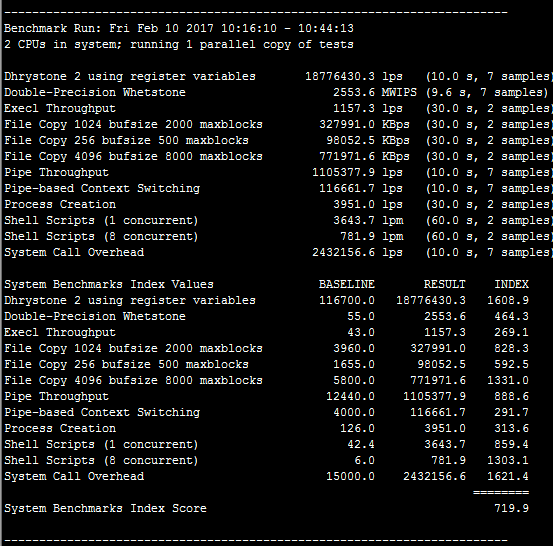 ------------------------------------------------------------------------
Benchmark Run: Fri Feb 10 2017 10:16:10 - 10:44:13
2 CPUs in system; running 1 parallel copy of tests

Dhrystone 2 using register variables       18776430.3 lps   (10.0 s, 7 samples)
Double-Precision Whetstone                     2553.6 MWIPS (9.6 s, 7 samples)
Execl Throughput                               1157.3 lps   (30.0 s, 2 samples)
File Copy 1024 bufsize 2000 maxblocks        327991.0 KBps  (30.0 s, 2 samples)
File Copy 256 bufsize 500 maxblocks           98052.5 KBps  (30.0 s, 2 samples)
File Copy 4096 bufsize 8000 maxblocks        771971.6 KBps  (30.0 s, 2 samples)
Pipe Throughput                             1105377.9 lps   (10.0 s, 7 samples)
Pipe-based Context Switching                 116661.7 lps   (10.0 s, 7 samples)
Process Creation                               3951.0 lps   (30.0 s, 2 samples)
Shell Scripts (1 concurrent)                   3643.7 lpm   (60.0 s, 2 samples)
Shell Scripts (8 concurrent)                    781.9 lpm   (60.0 s, 2 samples)
System Call Overhead                        2432156.6 lps   (10.0 s, 7 samples)

System Benchmarks Index Values               BASELINE       RESULT    INDEX
Dhrystone 2 using register variables         116700.0   18776430.3   1608.9
Double-Precision Whetstone                       55.0       2553.6    464.3
Execl Throughput                                 43.0       1157.3    269.1
File Copy 1024 bufsize 2000 maxblocks          3960.0     327991.0    828.3
File Copy 256 bufsize 500 maxblocks            1655.0      98052.5    592.5
File Copy 4096 bufsize 8000 maxblocks          5800.0     771971.6   1331.0
Pipe Throughput                               12440.0    1105377.9    888.6
Pipe-based Context Switching                   4000.0     116661.7    291.7
Process Creation                                126.0       3951.0    313.6
Shell Scripts (1 concurrent)                     42.4       3643.7    859.4
Shell Scripts (8 concurrent)                      6.0        781.9   1303.1
System Call Overhead                          15000.0    2432156.6   1621.4
                                                                   ========
System Benchmarks Index Score                                         719.9

------------------------------------------------------------------------